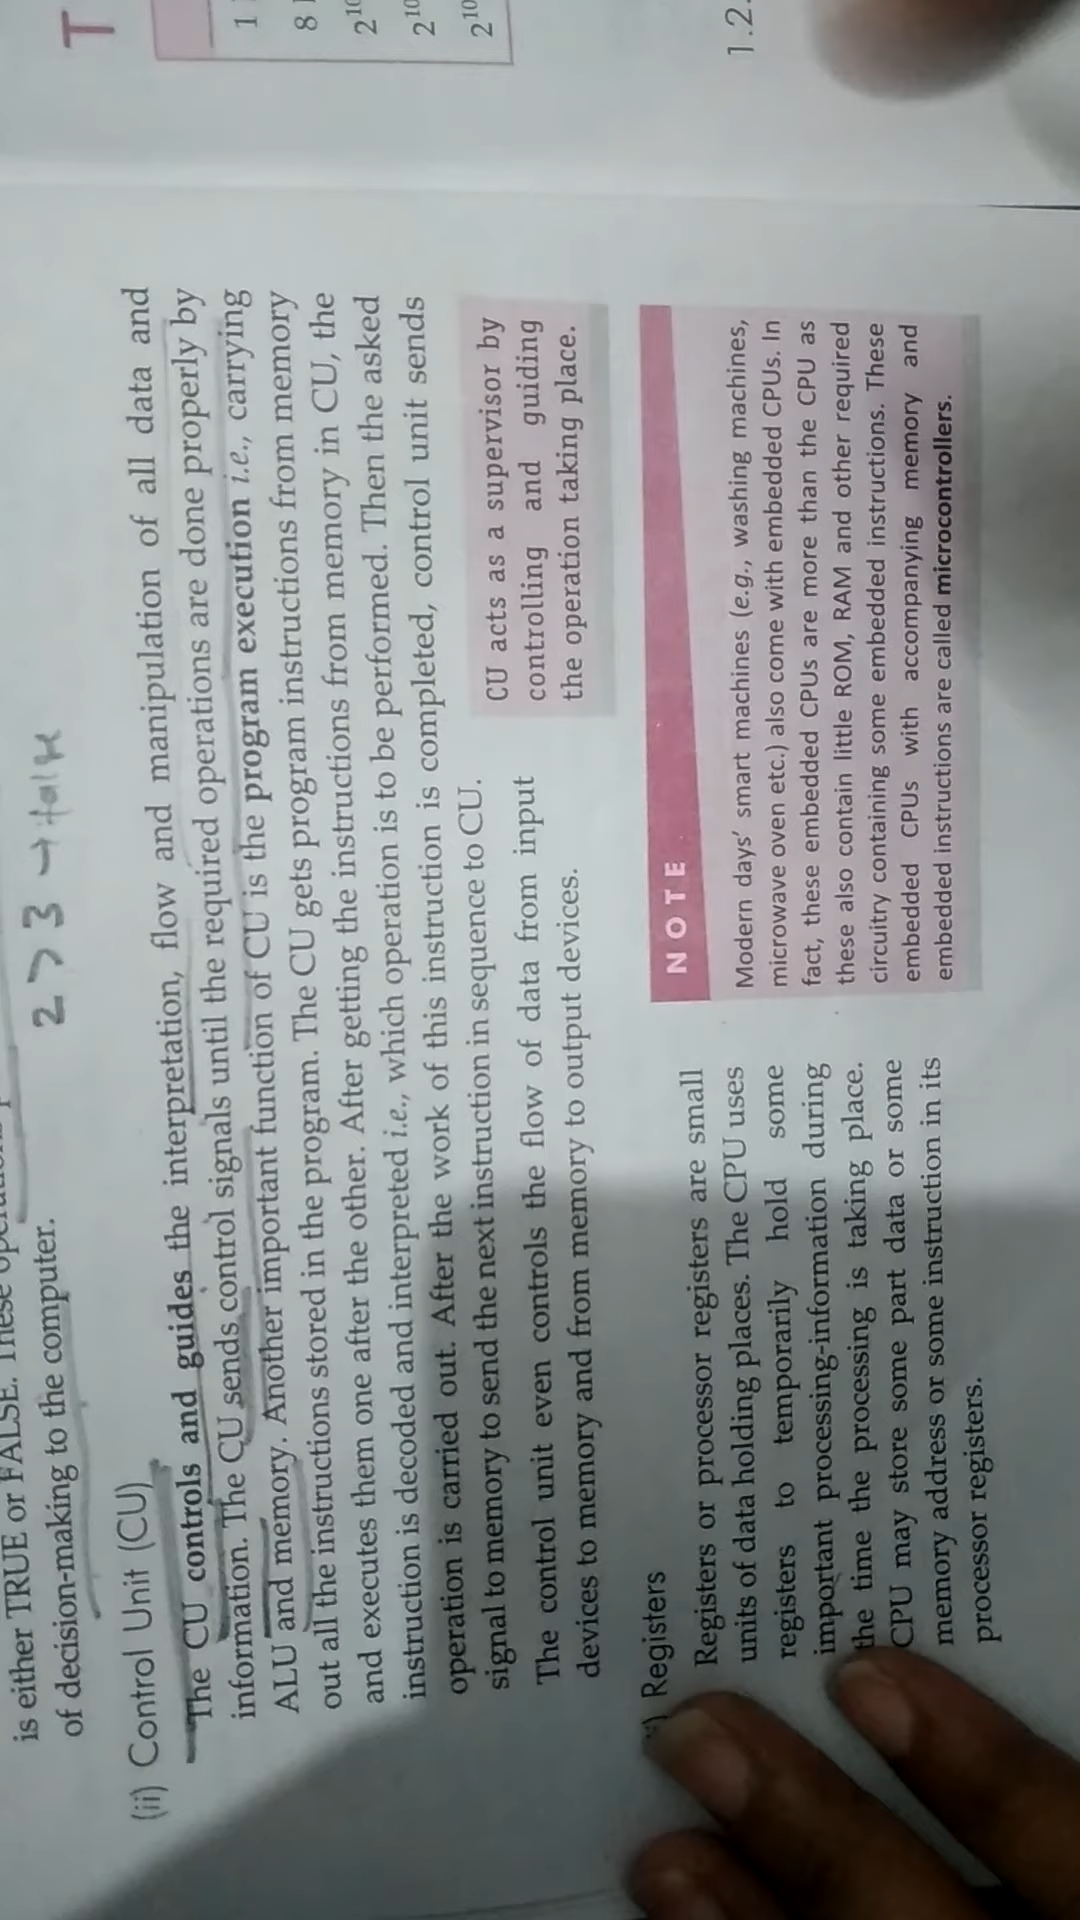 is either TRUE or FALSE. These
of decision-making to the computer.
2 > 3 → false
(ii) Control Unit (CU)
The CU controls and guides the interpretation, flow and manipulation of all data and
information. The CU sends control signals until the required operations are done properly by
ALU and memory. Another important function of CU is the program execution i.e., carrying
out all the instructions stored in the program. The CU gets program instructions from memory
and executes them one after the other. After getting the instructions from memory in CU, the
instruction is decoded and interpreted i.e., which operation is to be performed. Then the asked
operation is carried out. After the work of this instruction is completed, control unit sends
signal to memory to send the next instruction in sequence to CU.
The control unit even controls the flow of data from input
devices to memory and from memory to output devices.
CU acts as a supervisor by
controlling and guiding
the operation taking place.
Registers
Registers or processor registers are small
units of data holding places. The CPU uses
registers to temporarily hold some
important processing-information during
the time the processing is taking place.
CPU may store some part data or some
memory address or some instruction in its
processor registers.
NOTE
Modern days' smart machines (e.g., washing machines,
microwave oven etc.) also come with embedded CPUs. In
fact, these embedded CPUs are more than the CPU as
these also contain little ROM, RAM and other required
circuitry containing some embedded instructions. These
embedded CPUs with accompanying memory and
embedded instructions are called microcontrollers.
T
1
8
2¹⁰
2¹⁰
2¹⁰
1.2.